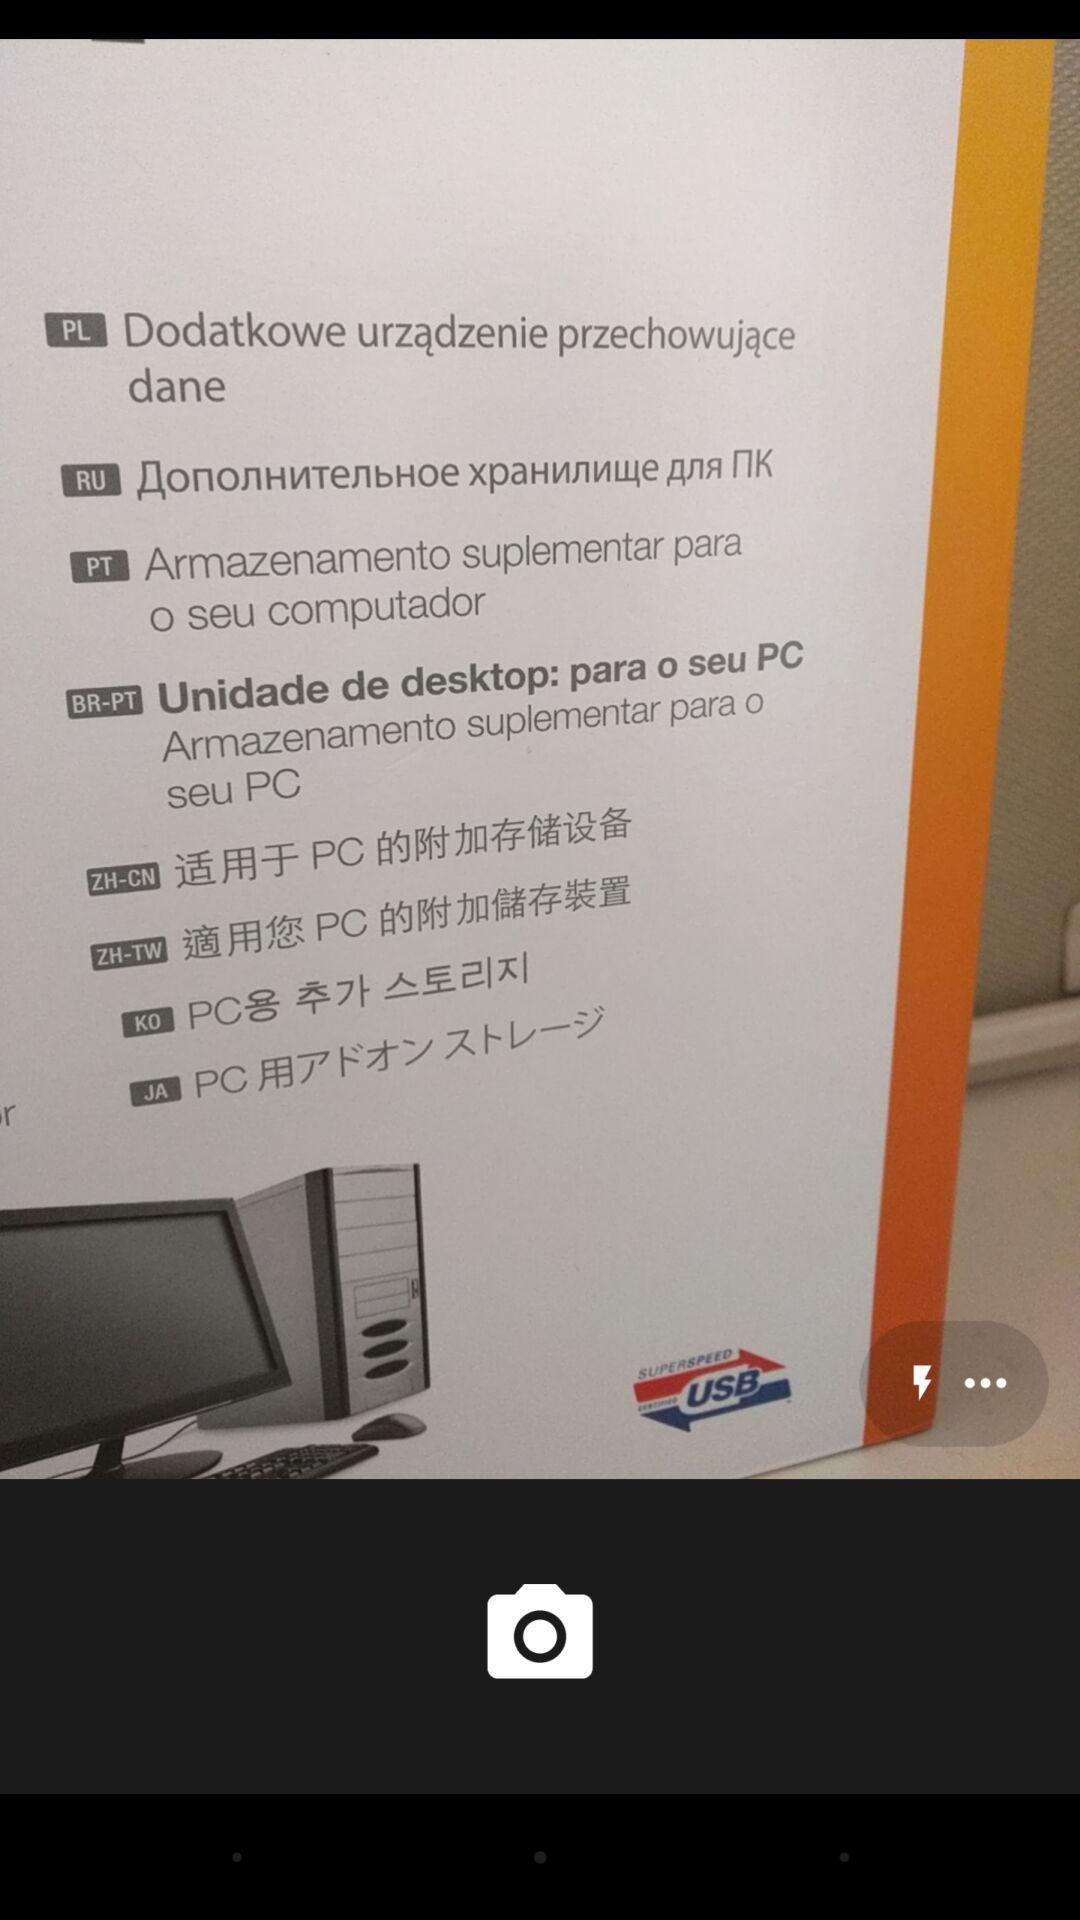 PL Dodatkowe urządzenie przechowujące
dane
RU Дополнительное хранилище для ПК
PT Armazenamento suplementar para
o seu computador
BR-PT Unidade de desktop: para o seu PC
Armazenamento suplementar para o
seu PC
ZH-CN 适用于 PC 的附加存储设备
ZH-TW 適用您 PC 的附加儲存裝置
KO PC용 추가 스토리지
JA PC 用アドオン ストレージ
SUPERSPEED
CERTIFIED USB